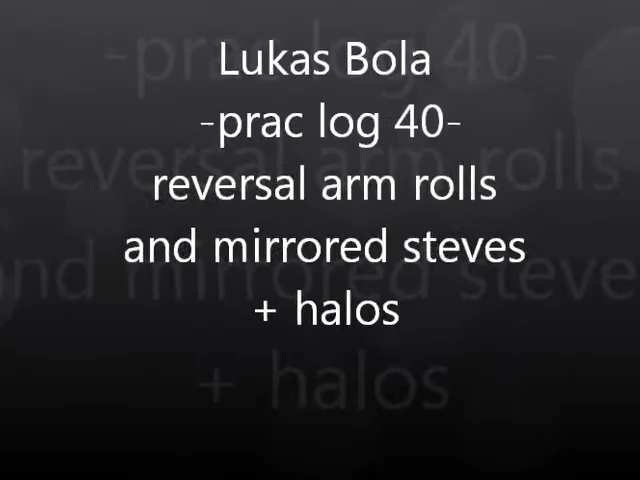 Lukas Bola
-prac log 40-
reversal arm rolls
and mirrored steves
+ halos